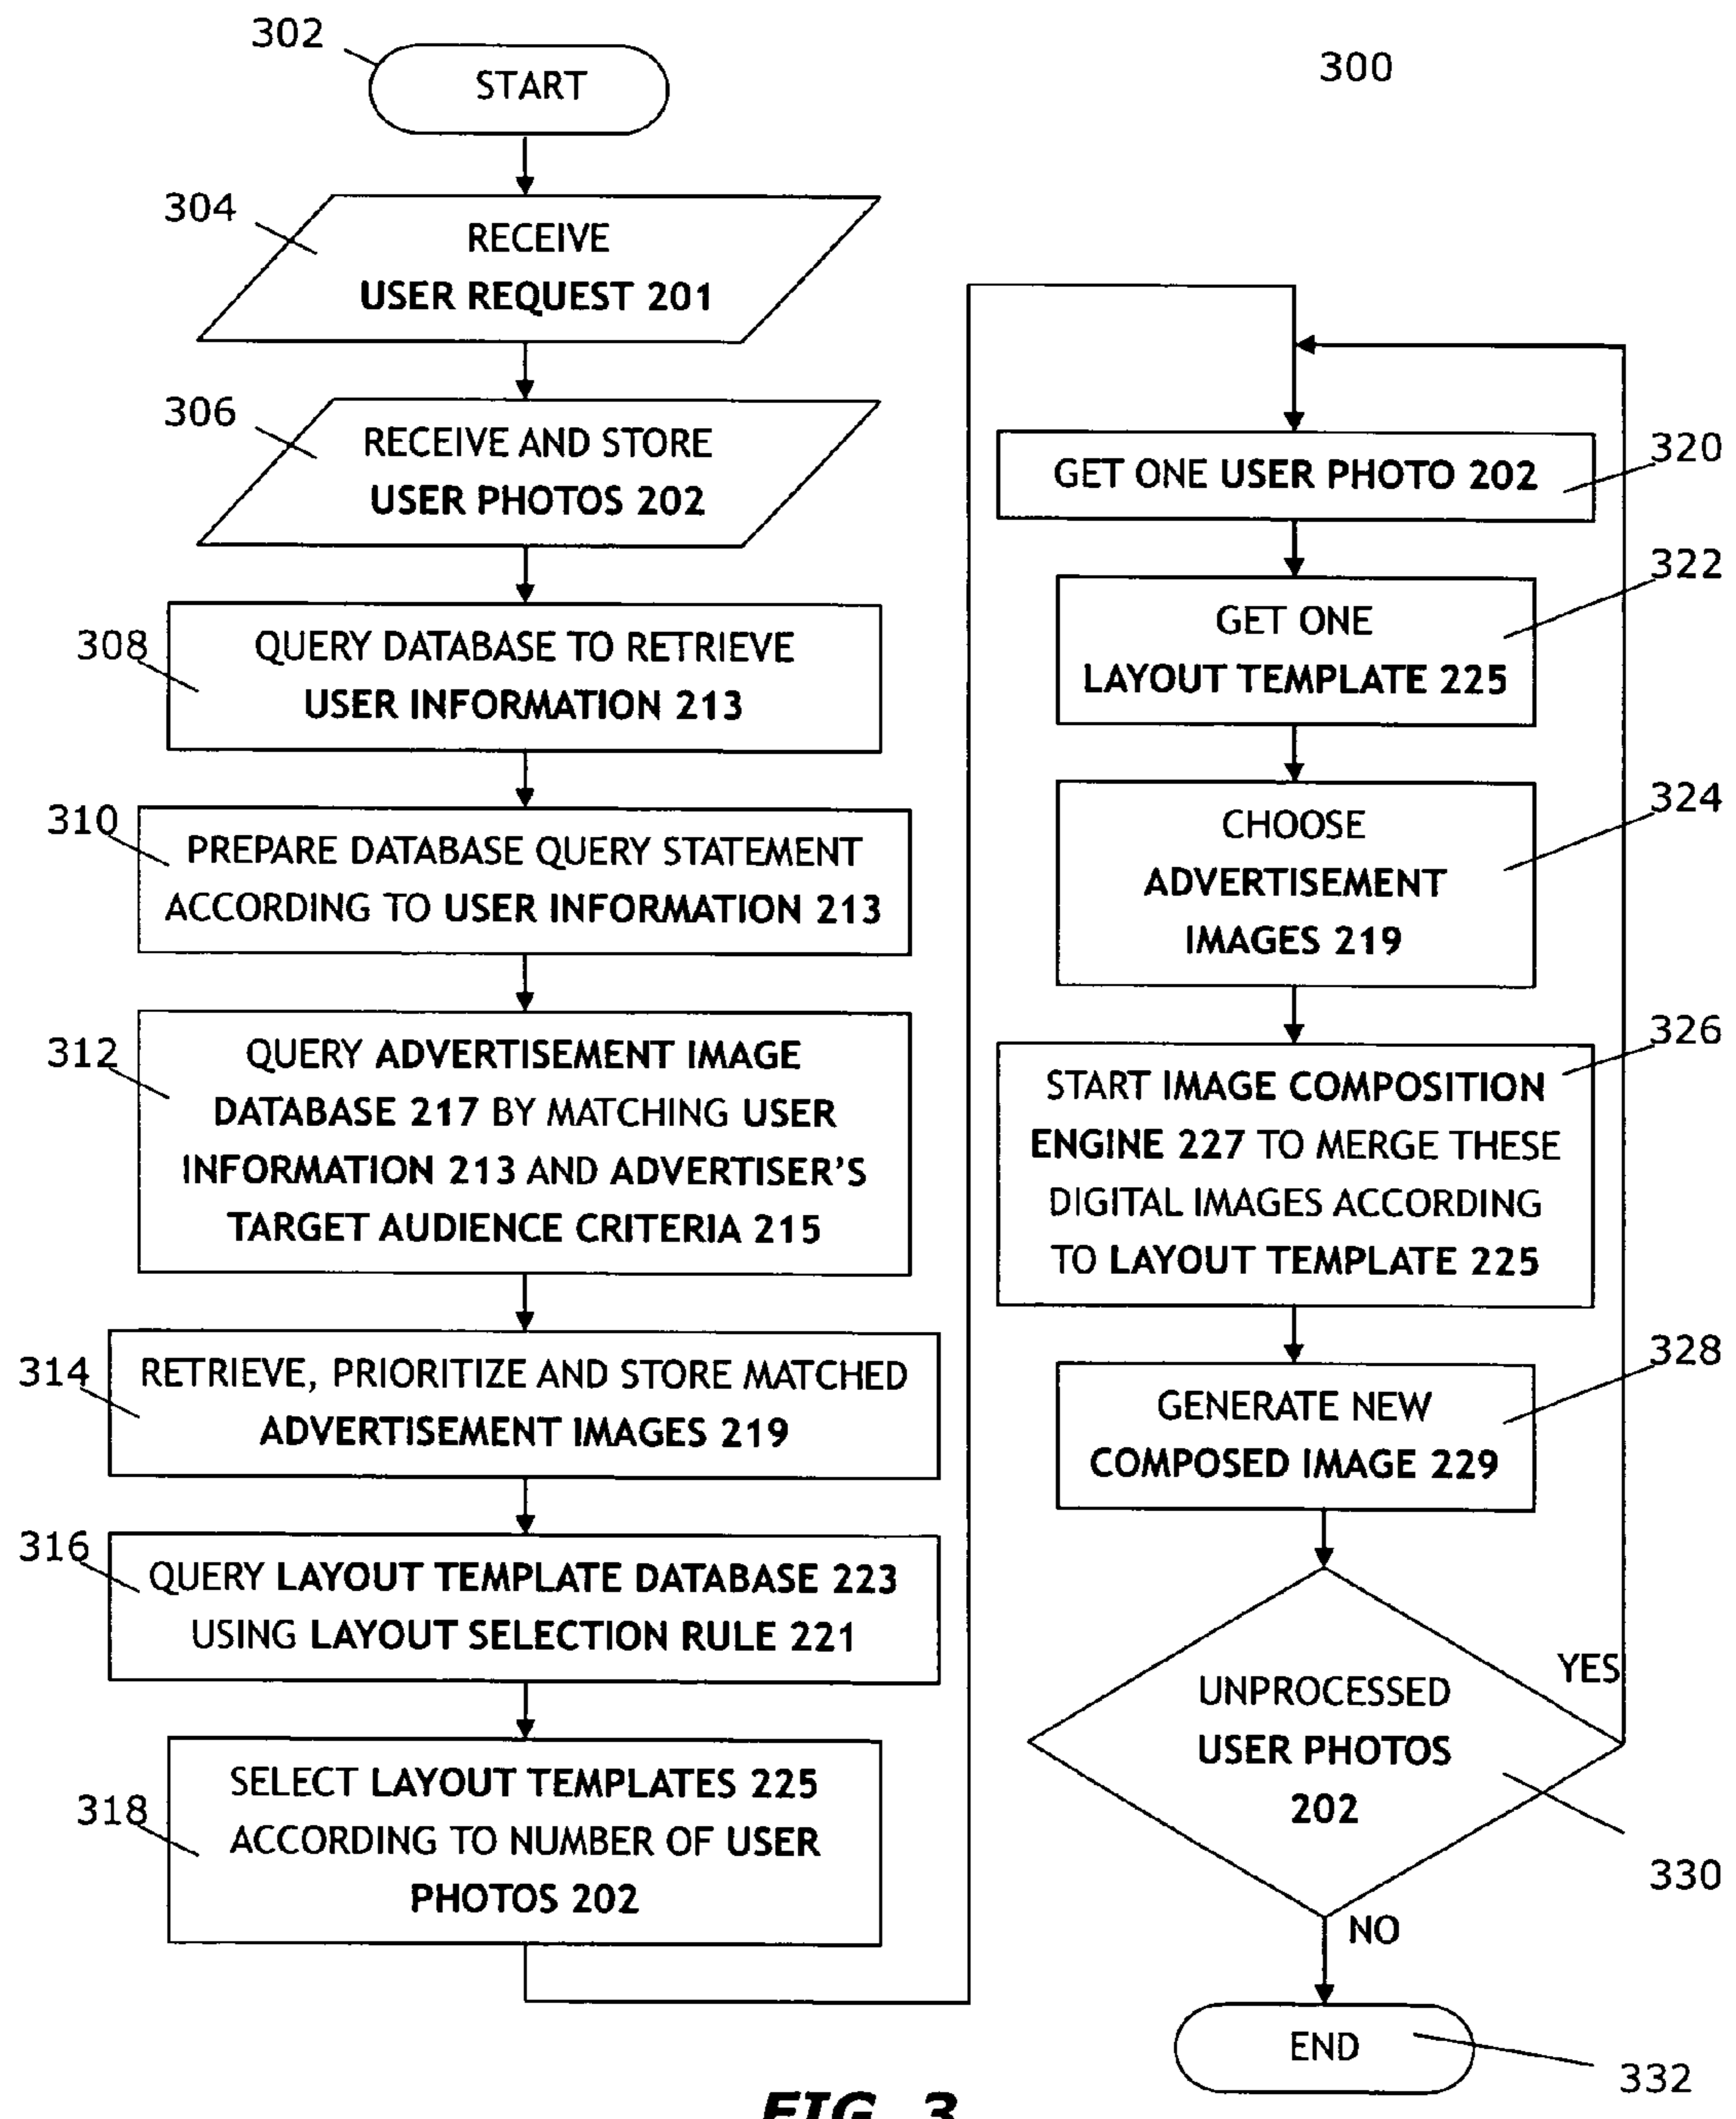 302
START
304
RECEIVE
USER REQUEST 201
306
RECEIVE AND STORE
USER PHOTOS 202
308
QUERY DATABASE TO RETRIEVE
USER INFORMATION 213
310
PREPARE DATABASE QUERY STATEMENT
ACCORDING TO USER INFORMATION 213
312
QUERY ADVERTISEMENT IMAGE
DATABASE 217 BY MATCHING USER
INFORMATION 213 AND ADVERTISER'S
TARGET AUDIENCE CRITERIA 215
314
RETRIEVE, PRIORITIZE AND STORE MATCHED
ADVERTISEMENT IMAGES 219
316
QUERY LAYOUT TEMPLATE DATABASE 223
USING LAYOUT SELECTION RULE 221
318
SELECT LAYOUT TEMPLATES 225
ACCORDING TO NUMBER OF USER
PHOTOS 202
300
320
GET ONE USER PHOTO 202
322
GET ONE
LAYOUT TEMPLATE 225
324
CHOOSE
ADVERTISEMENT
IMAGES 219
326
START IMAGE COMPOSITION
ENGINE 227 TO MERGE THESE
DIGITAL IMAGES ACCORDING
TO LAYOUT TEMPLATE 225
328
GENERATE NEW
COMPOSED IMAGE 229
YES
UNPROCESSED
USER PHOTOS
202
330
NO
END
332
FIG. 3